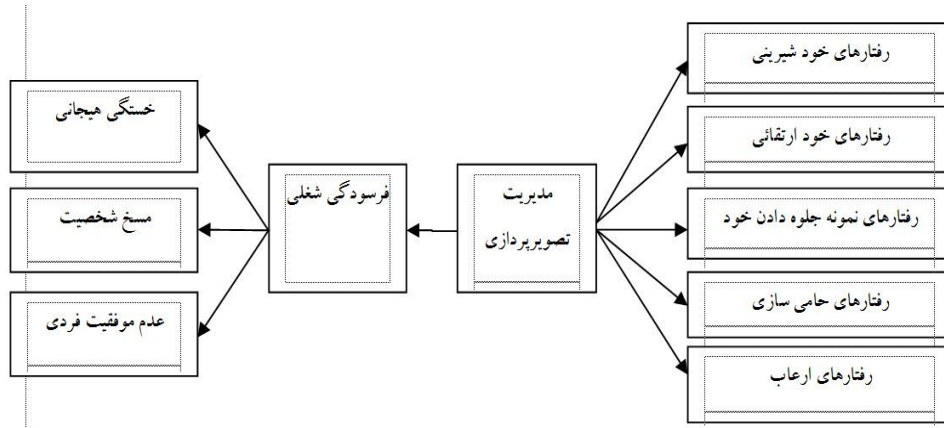 رفتارهای خود شیرینی
رفتارهای خود ارتقائی
رفتارهای نمونه جلوه دادن خود
رفتارهای حامی سازی
رفتارهای ارعاب
مدیریت
تصویرپردازی
فرسودگی شغلی
خستگی هیجانی
مسخ شخصیت
عدم موفقیت فردی